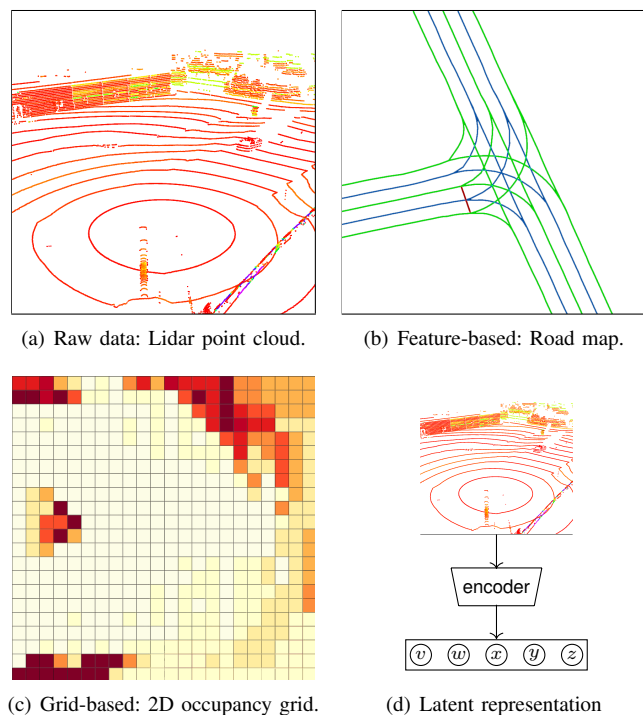 (a) Raw data: Lidar point cloud.
(b) Feature-based: Road map.
encoder
v w x y z
(c) Grid-based: 2D occupancy grid.
(d) Latent representation